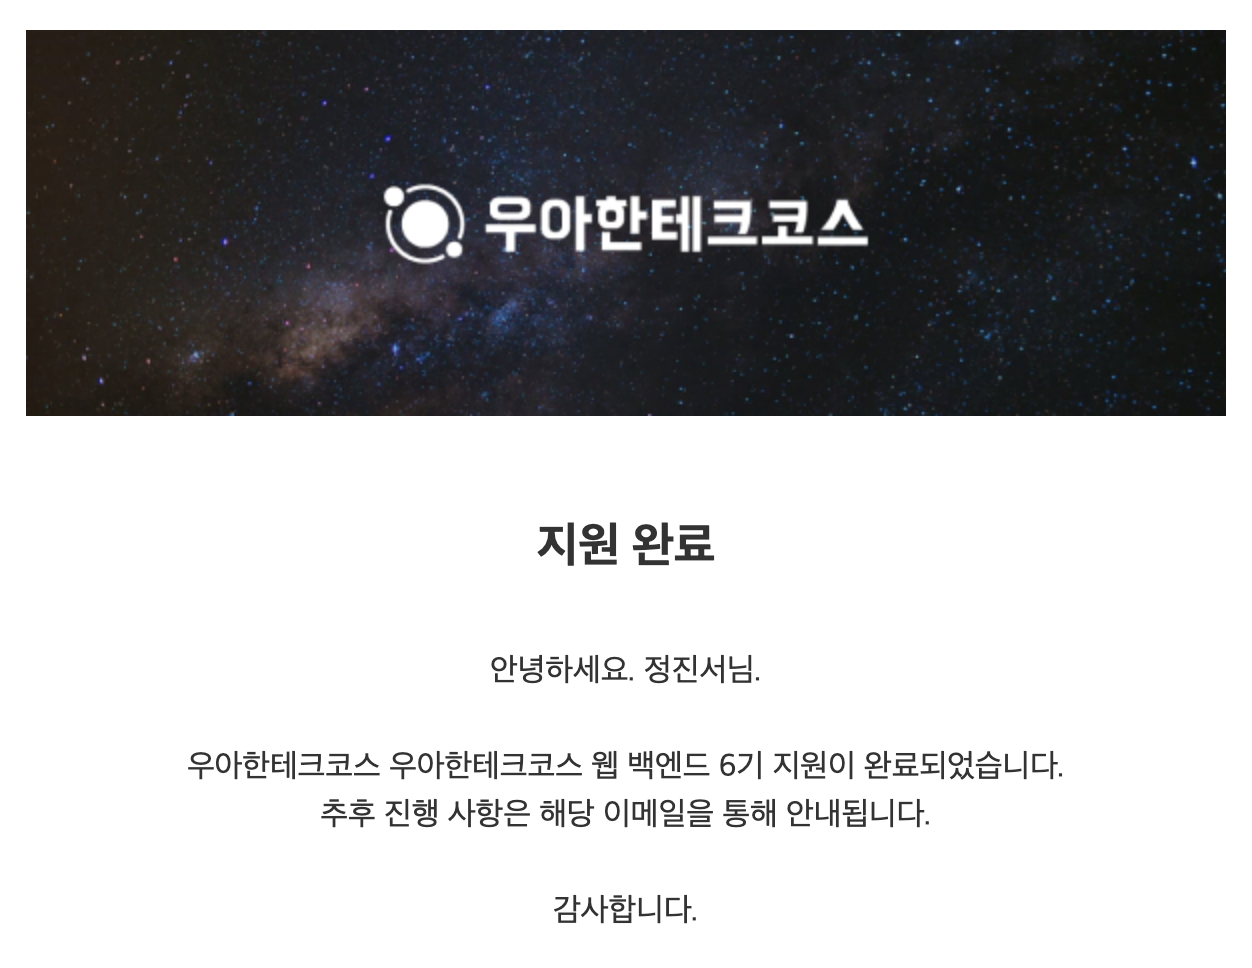 우아한테크코스
지원 완료
안녕하세요. 정진서님.
우아한테크코스 우아한테크코스 웹 백엔드 6기 지원이 완료되었습니다.
추후 진행 사항은 해당 이메일을 통해 안내됩니다.
감사합니다.